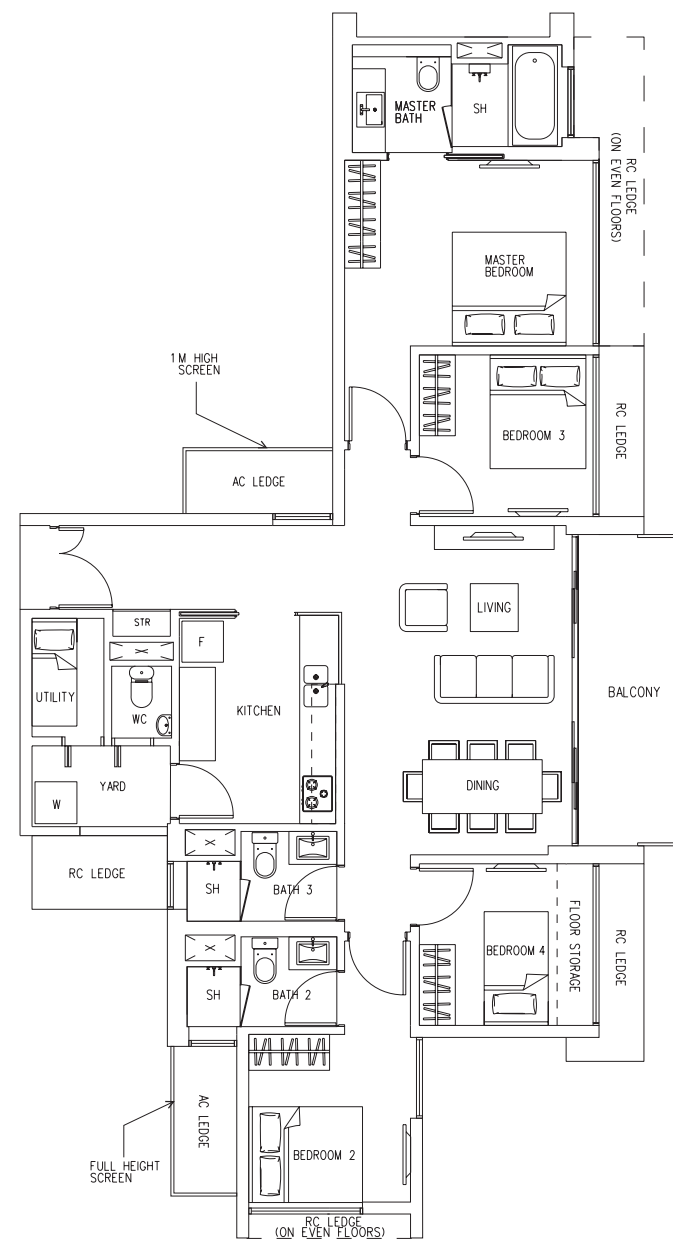 MASTER
BATH
SH
RC LEDGE
(ON EVEN FLOORS)
MASTER
BEDROOM
1M HIGH
SCREEN
BEDROOM 3
RC LEDGE
AC LEDGE
STR
F
LIVING
UTILITY
WC
KITCHEN
BALCONY
YARD
W
DINING
RC LEDGE
SH
BATH 3
BEDROOM 4
FLOOR STORAGE
RC LEDGE
SH
BATH 2
AC LEDGE
FULL HEIGHT
SCREEN
BEDROOM 2
RC LEDGE
(ON EVEN FLOORS)